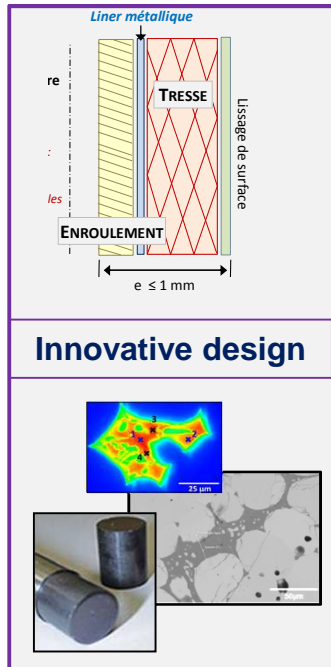 Liner métallique
re
TRESSE
:
les
Lissage de surface
ENROULEMENT
e ≤ 1 mm
Innovative design
3
1
2
4
25 µm
50µm